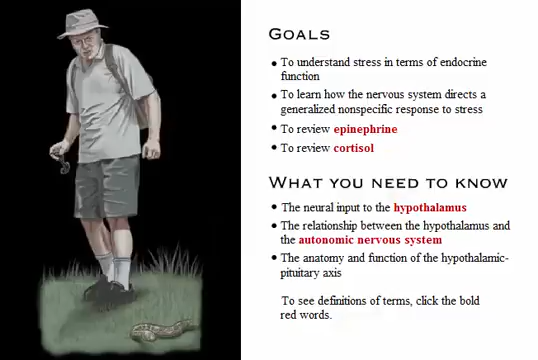 GOALS
• To understand stress in terms of endocrine
function
• To learn how the nervous system directs a
generalized nonspecific response to stress
• To review epinephrine
• To review cortisol
WHAT YOU NEED TO KNOW
• The neural input to the hypothalamus
• The relationship between the hypothalamus and
the autonomic nervous system
• The anatomy and function of the hypothalamic-
pituitary axis
To see definitions of terms, click the bold
red words.